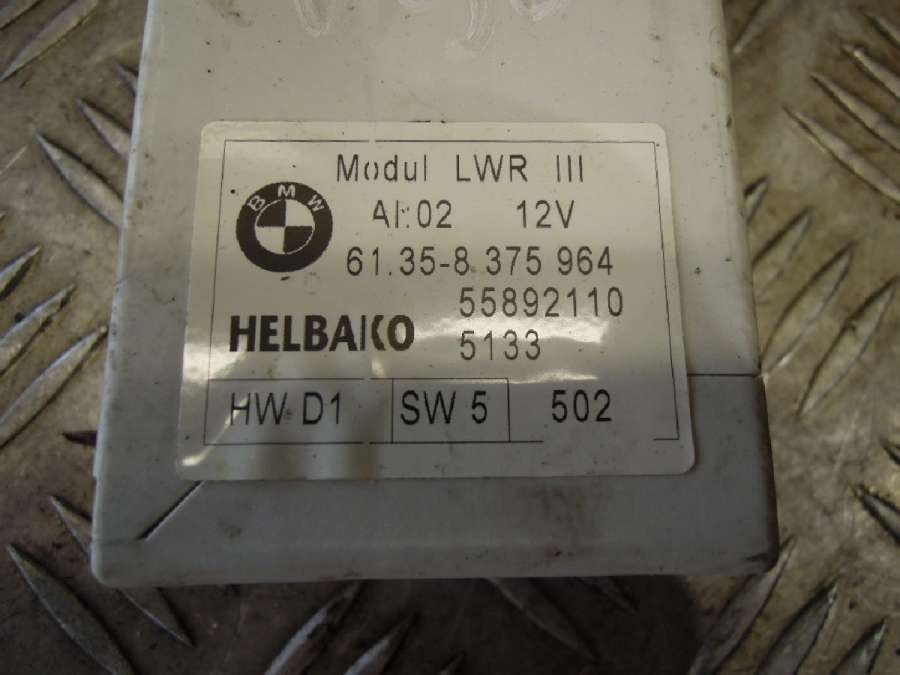 Modul LWR III
BMW
AI:02 12V
61.35-8 375 964
55892110
HELBAKO
5133
HW D1 SW 5 502